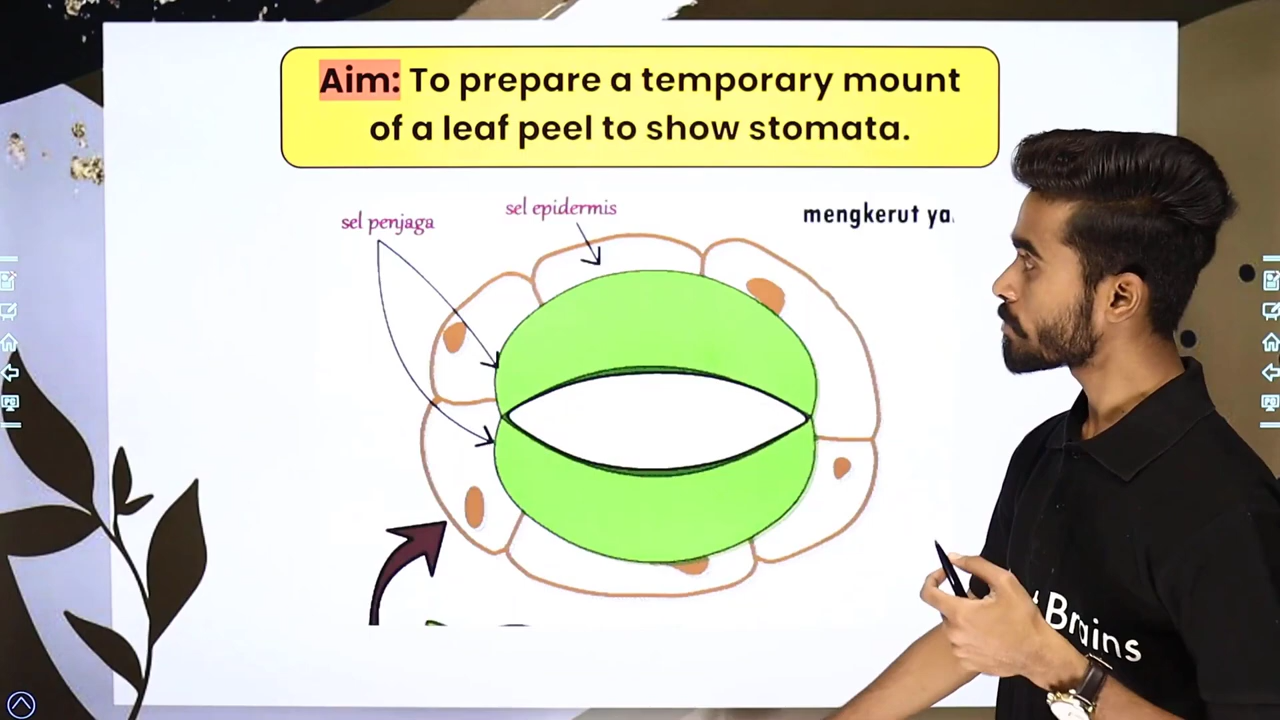 Aim: To prepare a temporary mount
of a leaf peel to show stomata.
sel penjaga
sel epidermis
mengkerut ya
Brains